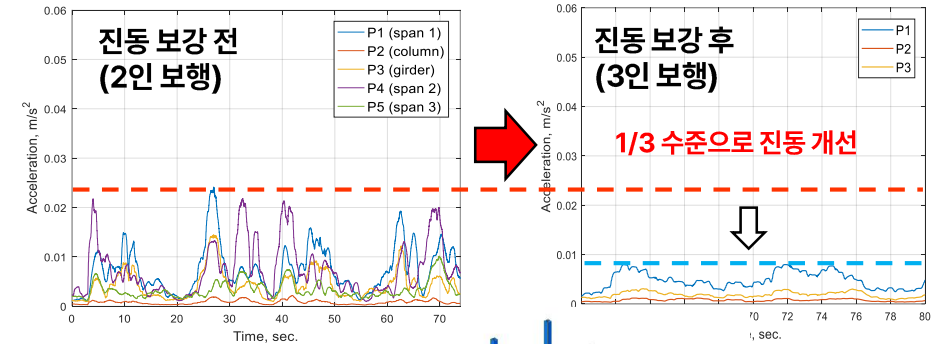 진동 보강 전
(2인 보행)
P1 (span 1)
P2 (column)
P3 (girder)
P4 (span 2)
P5 (span 3)
0.06
0.05
0.04
0.03
0.02
0.01
0
Acceleration, m/s²
0 10 20 30 40 50 60 70
Time, sec.
진동 보강 후
(3인 보행)
P1
P2
P3
1/3 수준으로 진동 개선
0.06
0.05
0.04
0.03
0.02
0.01
0
Acceleration, m/s²
70 72 74 76 78 80
, sec.